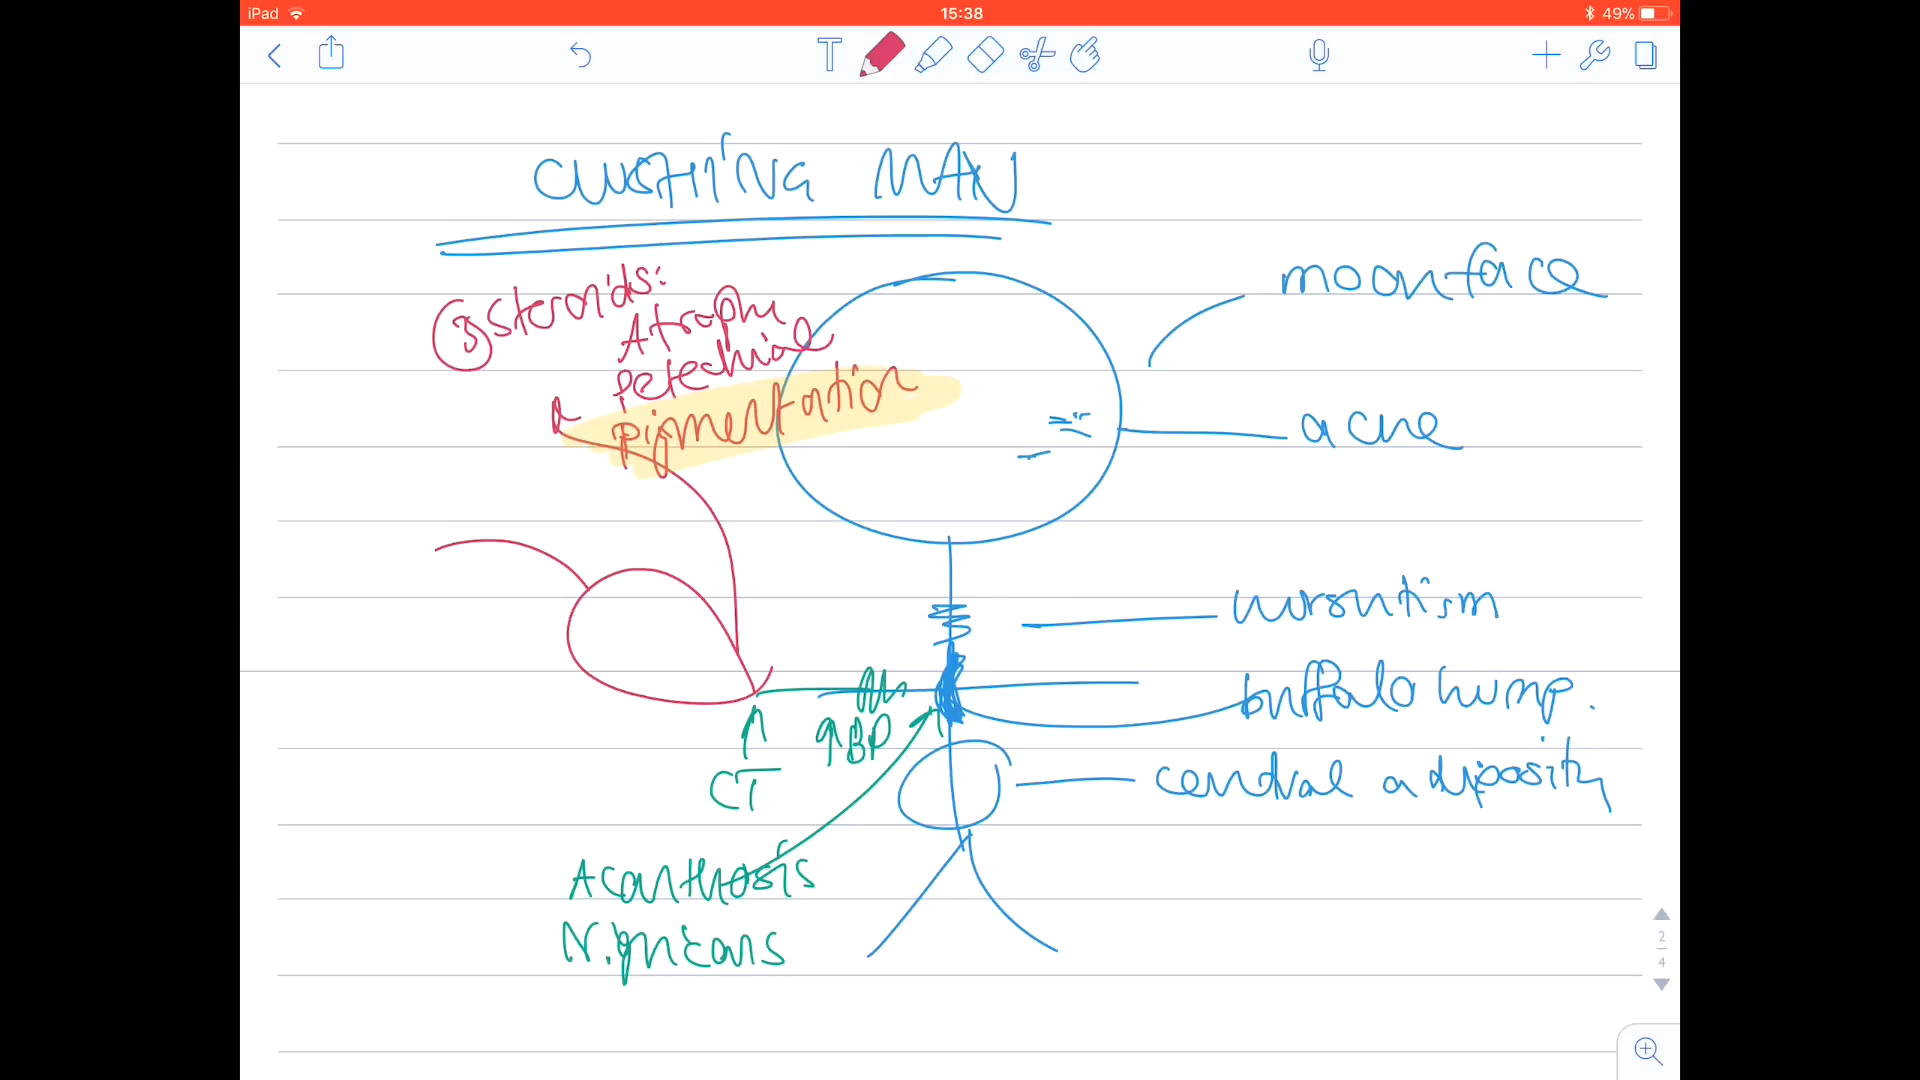 iPad
15:38
49%
T
CUSHING MAN
moonface
③ steroids:
Atrophy
petechiae
pigmentation
acne
hirsutism
buffalo hump.
↑BP
CT
central adiposity
Acanthosis
Nigricans
2
4